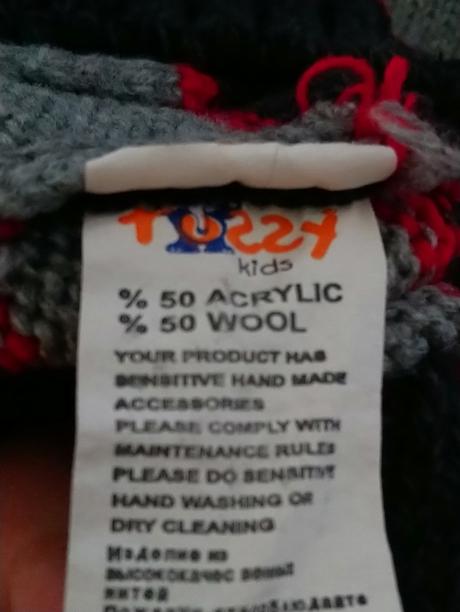 kids
% 50 ACRYLIC
% 50 WOOL
YOUR PRODUCT HAS
SENSITIVE HAND MADE
ACCESSORIES
PLEASE COMPLY WITH
MAINTENANCE RULES
PLEASE DO SENSITIVE
HAND WASHING OR
DRY CLEANING
Изделие из